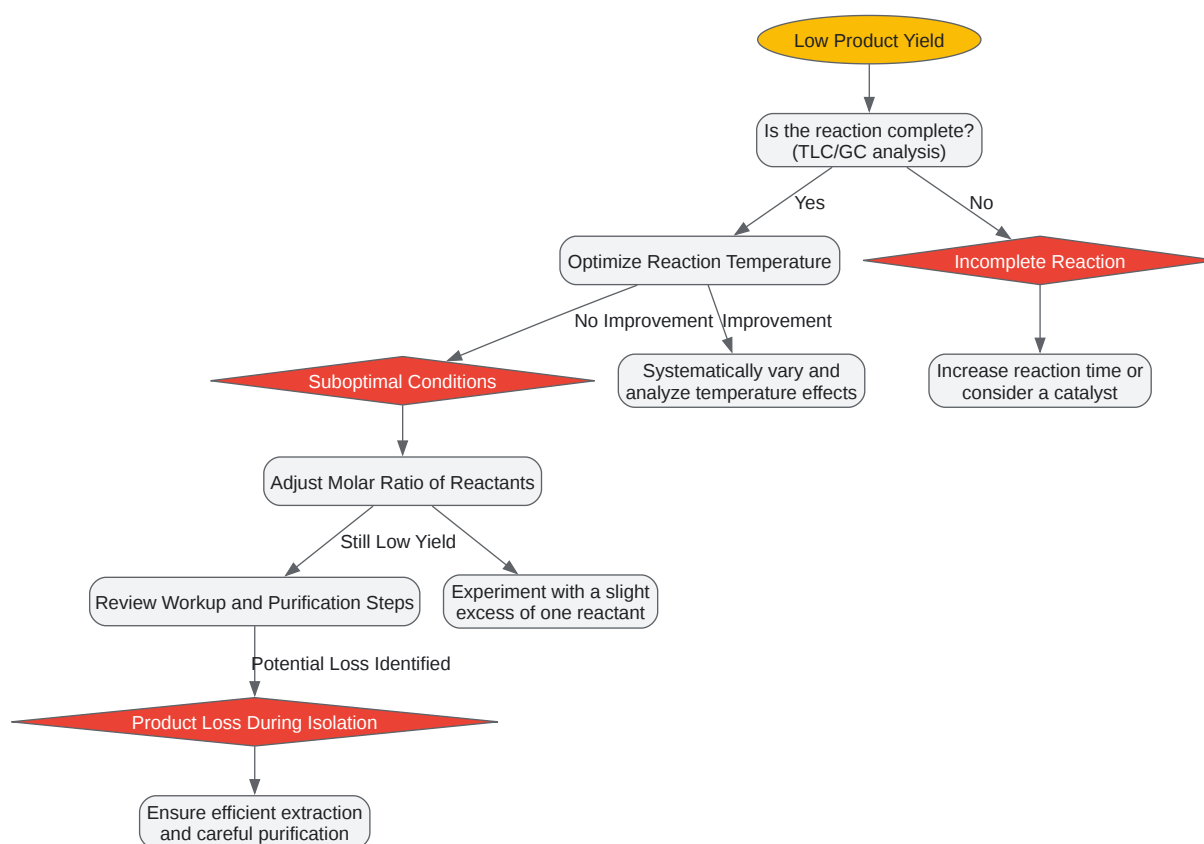 Low Product Yield
Is the reaction complete?
(TLC/GC analysis)
Yes
No
Optimize Reaction Temperature
Incomplete Reaction
No Improvement
Improvement
Suboptimal Conditions
Systematically vary and
analyze temperature effects
Increase reaction time or
consider a catalyst
Adjust Molar Ratio of Reactants
Still Low Yield
Review Workup and Purification Steps
Experiment with a slight
excess of one reactant
Potential Loss Identified
Product Loss During Isolation
Ensure efficient extraction
and careful purification